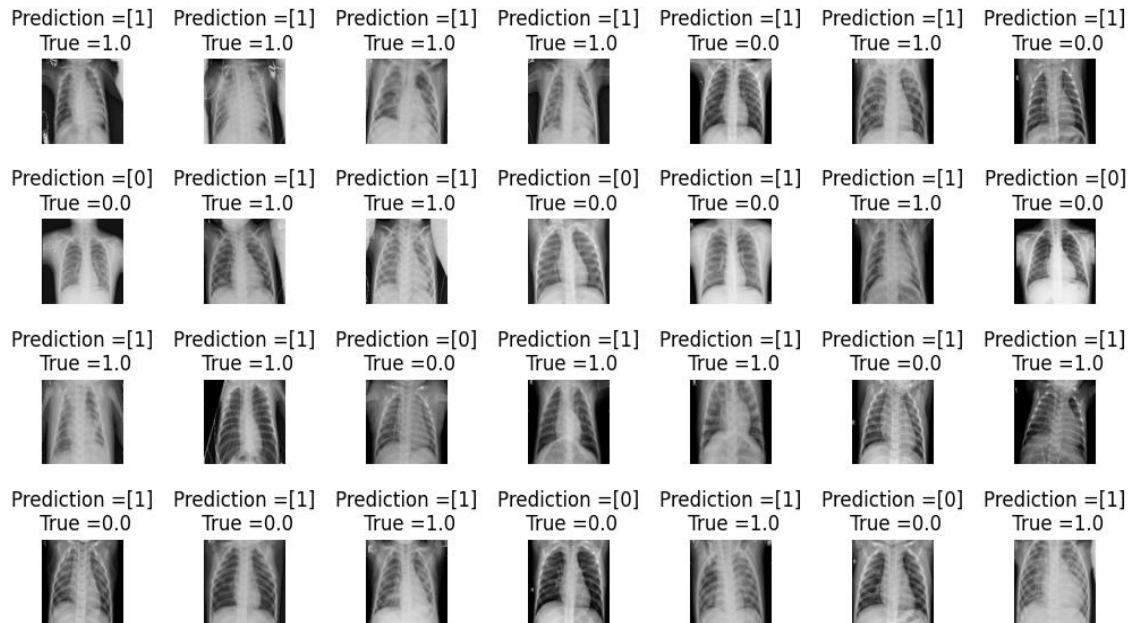 Prediction =[1] Prediction =[1] Prediction =[1] Prediction =[1] Prediction =[1] Prediction =[1] Prediction =[1]
True =1.0 True =1.0 True =1.0 True =1.0 True =0.0 True =1.0 True =0.0
Prediction =[0] Prediction =[1] Prediction =[1] Prediction =[0] Prediction =[1] Prediction =[1] Prediction =[0]
True =0.0 True =1.0 True =1.0 True =0.0 True =0.0 True =1.0 True =0.0
Prediction =[1] Prediction =[1] Prediction =[0] Prediction =[1] Prediction =[1] Prediction =[1] Prediction =[1]
True =1.0 True =1.0 True =0.0 True =1.0 True =1.0 True =0.0 True =1.0
Prediction =[1] Prediction =[1] Prediction =[1] Prediction =[0] Prediction =[1] Prediction =[0] Prediction =[1]
True =0.0 True =0.0 True =1.0 True =0.0 True =1.0 True =0.0 True =1.0